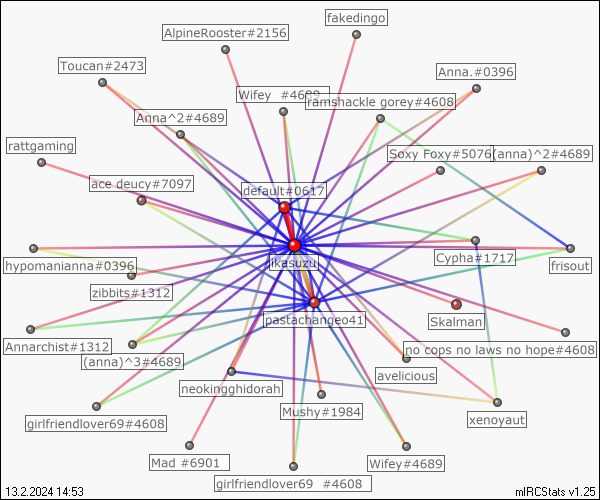 fakedingo
AlpineRooster#2156
Toucan#2473
Anna.#0396
Wifey #4689
ramshackle gorey#4608
Anna^2#4689
rattgaming
Soxy Foxy#5076
(anna)^2#4689
ace deucy#7097
default#0617
Cypha#1717
hypomanianna#0396
ikasuzu
frisout
zibbits#1312
pastachangeo41
Skalman
Annarchist#1312
no cops no laws no hope#4608
(anna)^3#4689
avelicious
neokingghidorah
Mushy#1984
xenoyaut
girlfriendlover69#4608
Mad #6901
Wifey#4689
girlfriendlover69 #4608
13.2.2024 14:53
mIRCStats v1.25